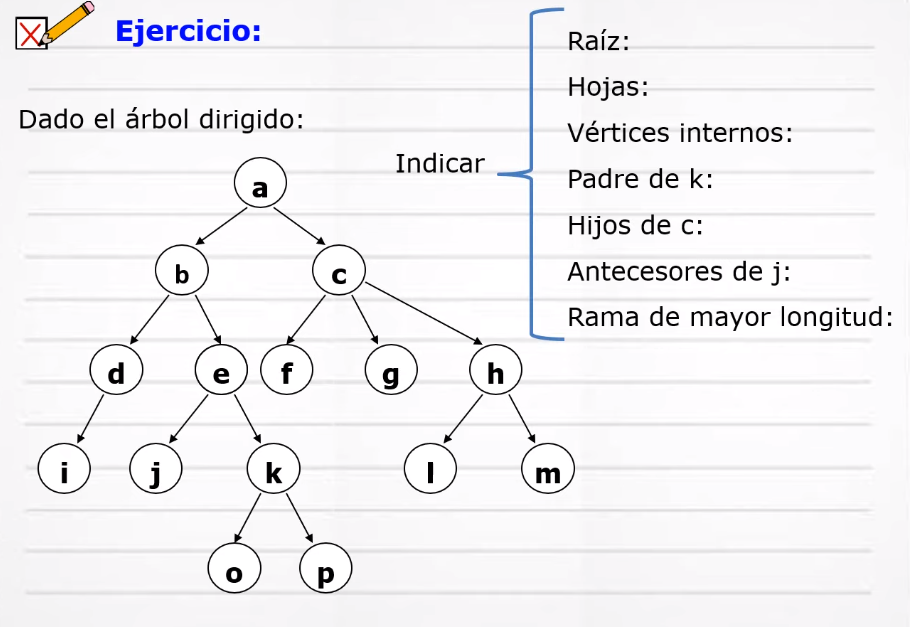 Ejercicio:
Dado el árbol dirigido:
Indicar
Raíz:
Hojas:
Vértices internos:
Padre de k:
Hijos de c:
Antecesores de j:
Rama de mayor longitud:
a
b c
d e f g h
i j k l m
o p